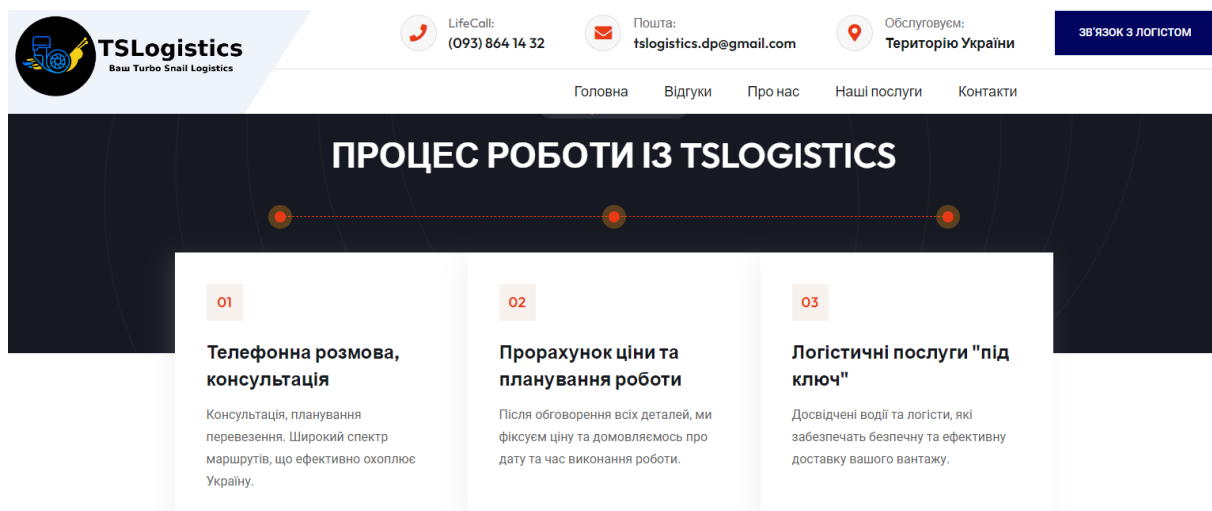 TSLogistics
Ваш Turbo Snail Logistics
LifeCall:
(093) 864 14 32
Пошта:
tslogistics.dp@gmail.com
Обслуговуєм:
Територію України
ЗВ'ЯЗОК З ЛОГІСТОМ
Головна Відгуки Про нас Наші послуги Контакти
ПРОЦЕС РОБОТИ ІЗ TSLOGISTICS
01
Телефонна розмова,
консультація
Консультація, планування
перевезення. Широкий спектр
маршрутів, що ефективно охоплює
Україну.
02
Прорахунок ціни та
планування роботи
Після обговорення всіх деталей, ми
фіксуєм ціну та домовляємось про
дату та час виконання роботи.
03
Логістичні послуги "під
ключ"
Досвідчені водії та логісти, які
забезпечать безпечну та ефективну
доставку вашого вантажу.